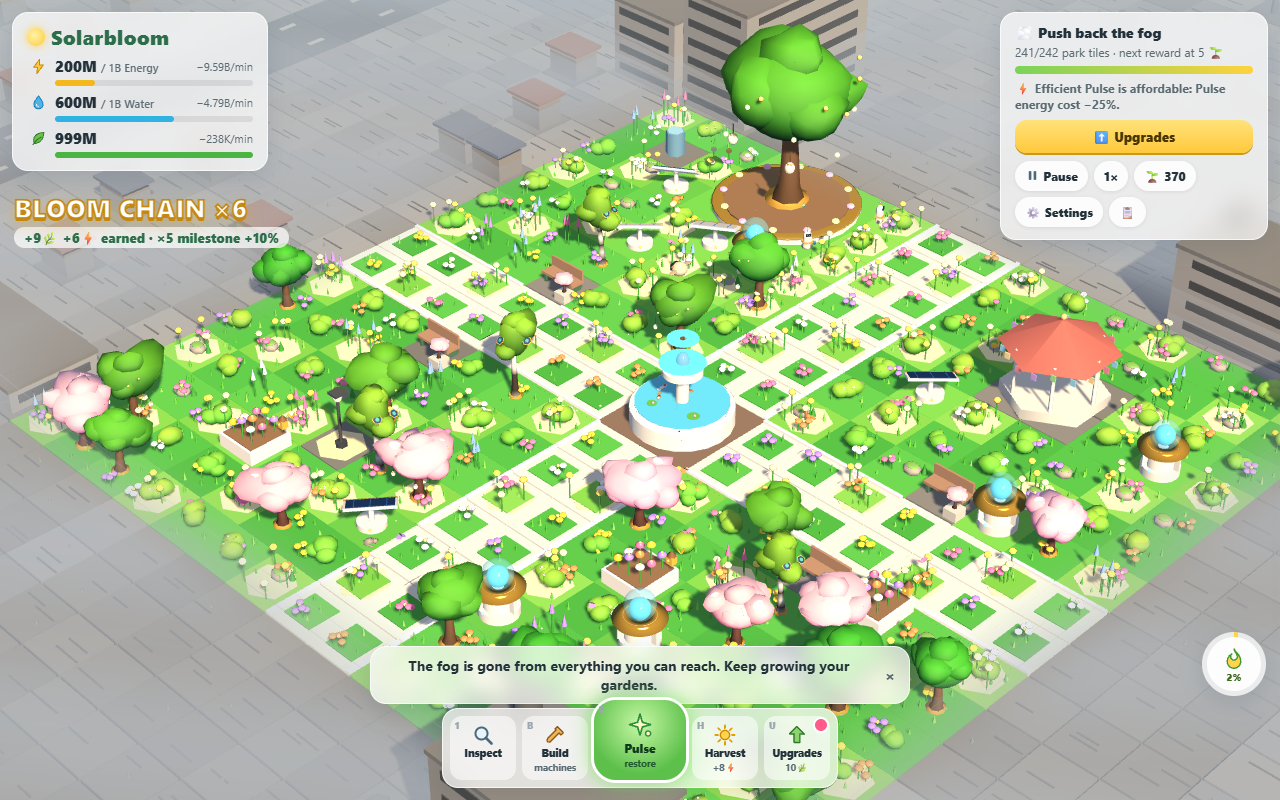 Solarbloom
200M / 1B Energy −9.59B/min
600M / 1B Water −4.79B/min
999M −238K/min
BLOOM CHAIN ×6
+9 +6 earned · ×5 milestone +10%
Push back the fog
241/242 park tiles · next reward at 5
Efficient Pulse is affordable: Pulse
energy cost −25%.
Upgrades
Pause 1× 370
Settings
2%
The fog is gone from everything you can reach. Keep growing your
gardens. ×
1 Inspect
B Build
machines
Pulse
restore
H Harvest
+8
U Upgrades
10